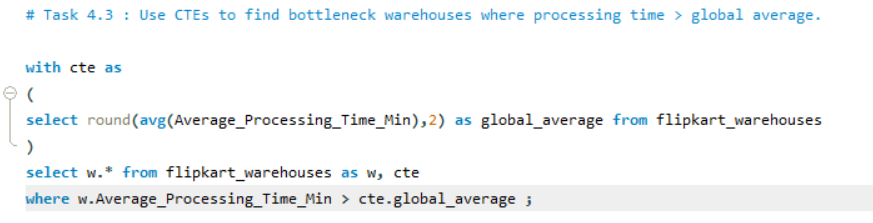 # Task 4.3 : Use CTEs to find bottleneck warehouses where processing time > global average.
with cte as
(
select round(avg(Average_Processing_Time_Min),2) as global_average from flipkart_warehouses
)
select w.* from flipkart_warehouses as w, cte
where w.Average_Processing_Time_Min > cte.global_average ;